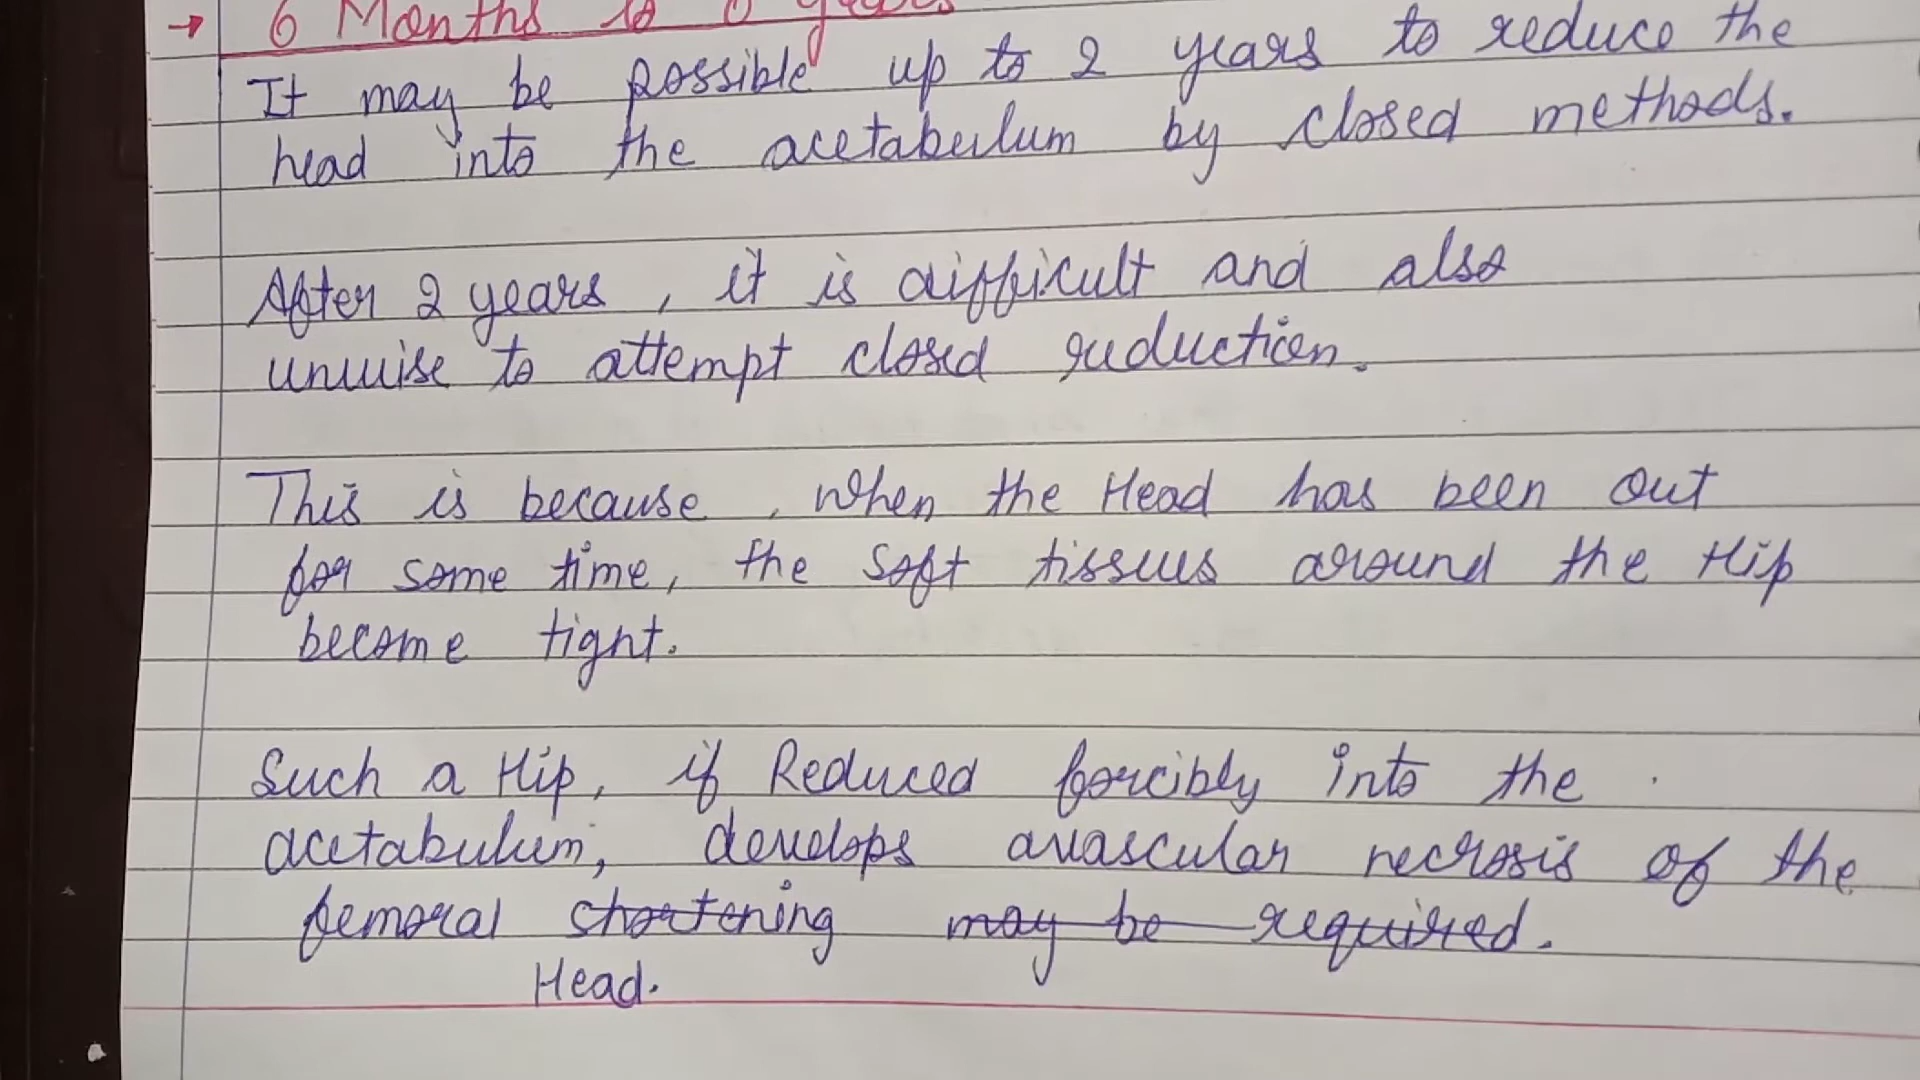 → 6 Months to 6 years
It may be possible up to 2 years to reduce the
head into the acetabulum by closed methods.
After 2 years, it is difficult and also
unwise to attempt closed reduction.
This is because, when the Head has been out
for some time, the soft tissues around the Hip
become tight.
Such a Hip, if Reduced forcibly into the
acetabulum, develops avascular necrosis of the
femoral shortening may be required.
Head.